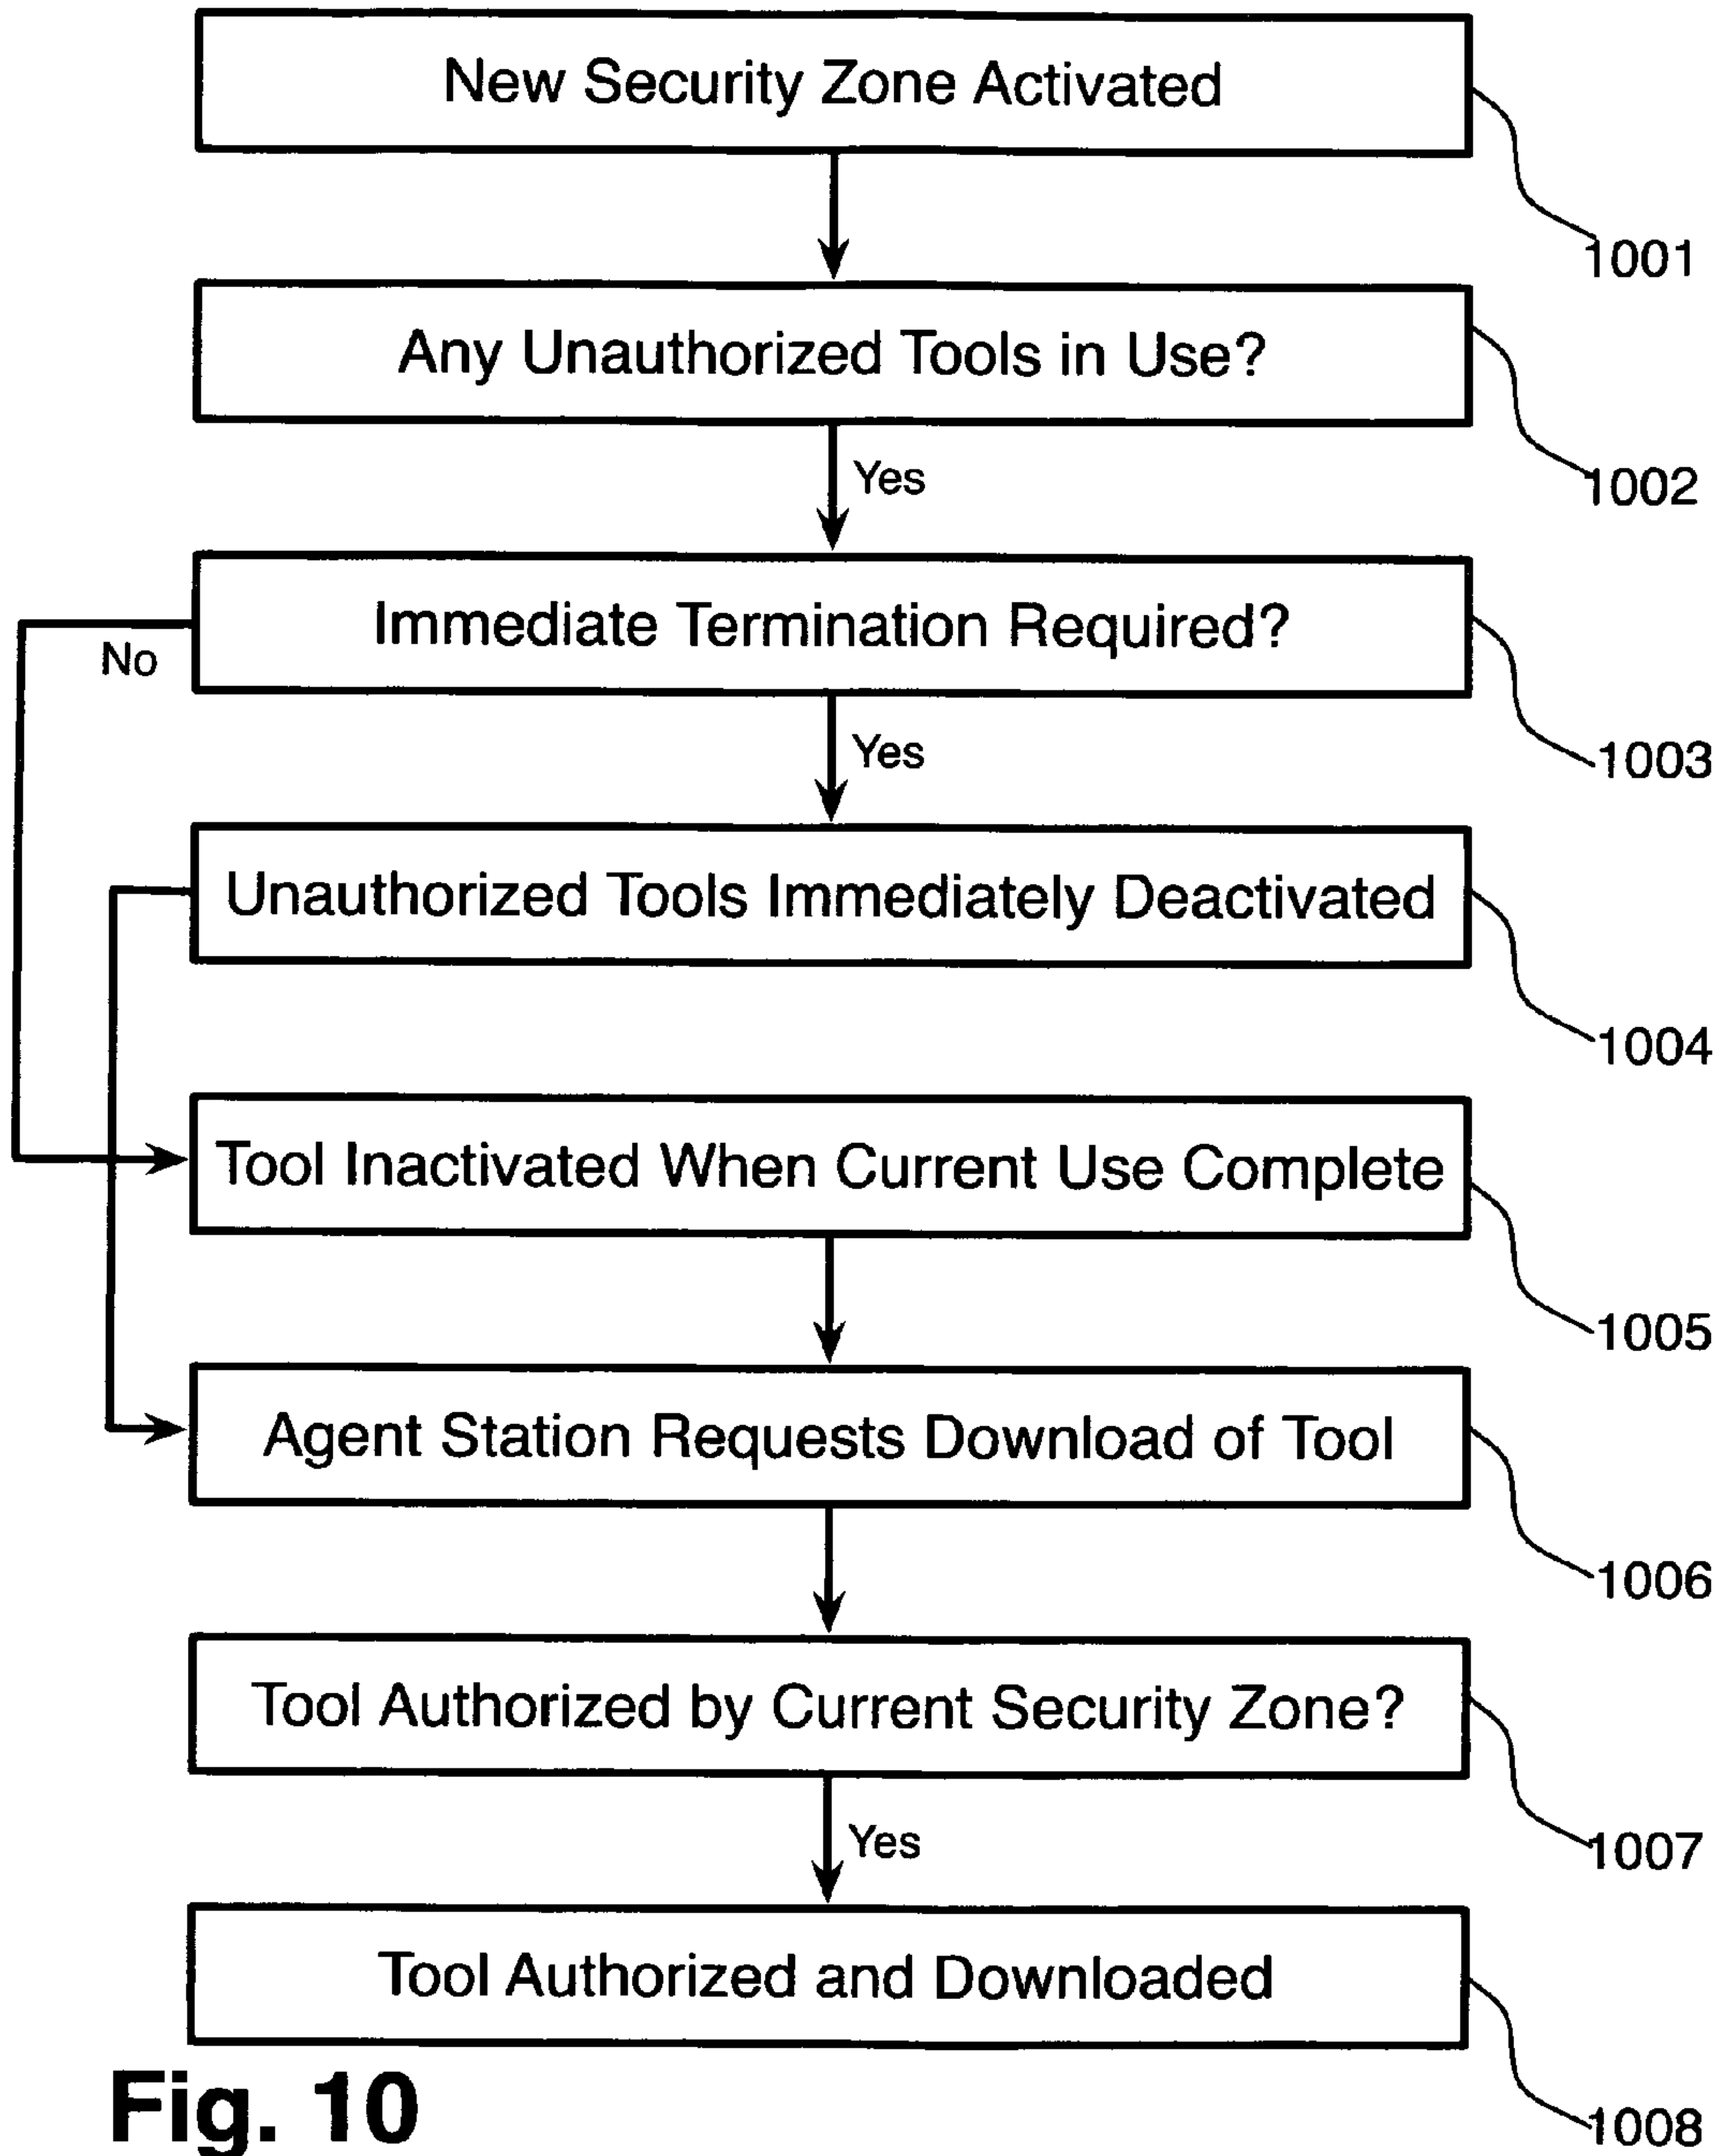 New Security Zone Activated
1001
Any Unauthorized Tools in Use?
1002
Yes
Immediate Termination Required?
No
1003
Yes
Unauthorized Tools Immediately Deactivated
1004
Tool Inactivated When Current Use Complete
1005
Agent Station Requests Download of Tool
1006
Tool Authorized by Current Security Zone?
1007
Yes
Tool Authorized and Downloaded
1008
Fig. 10